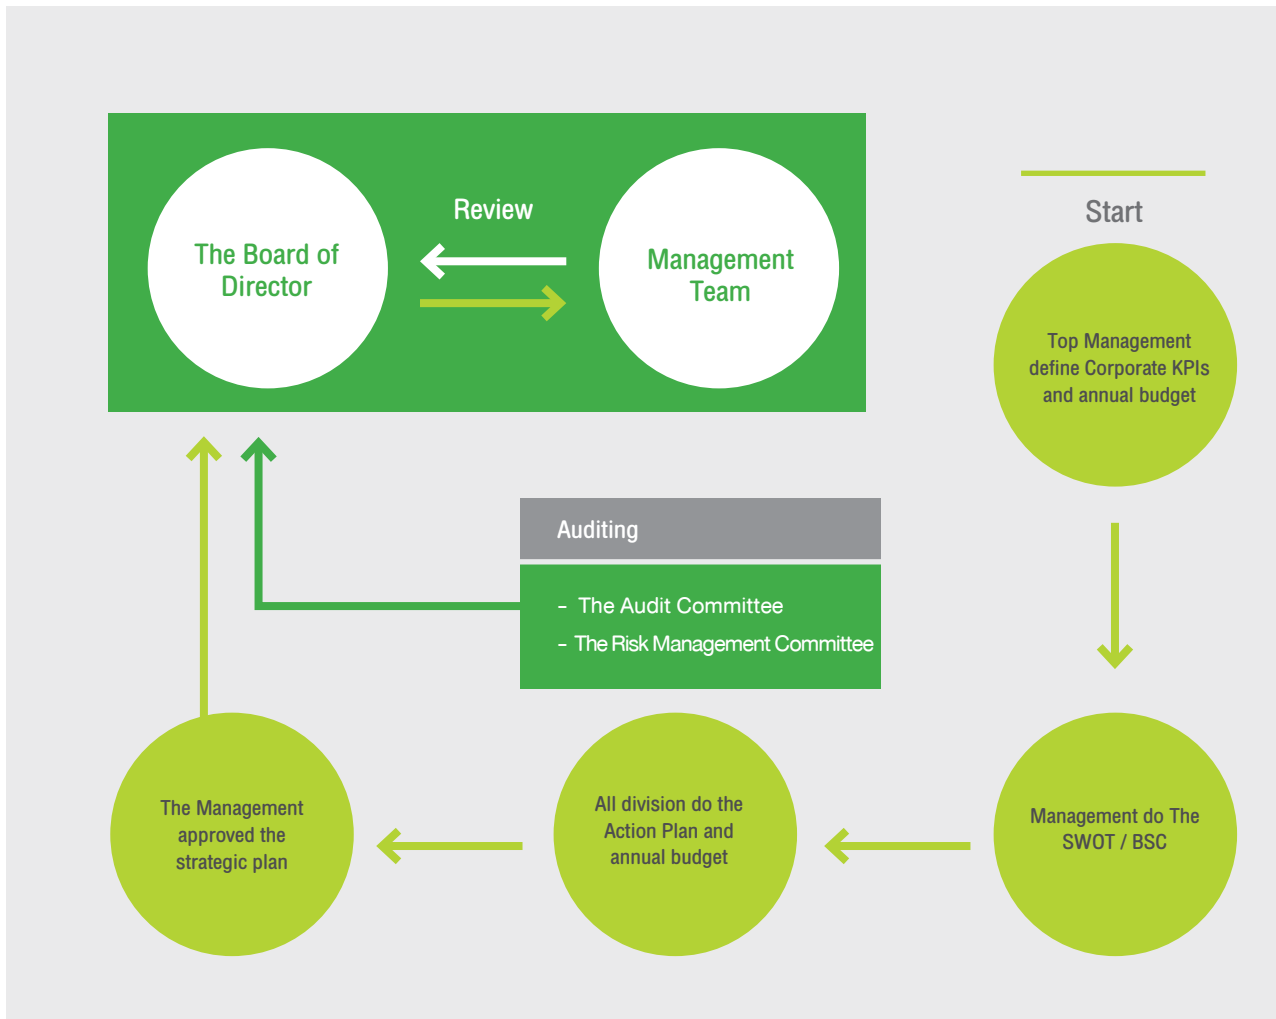 Review
The Board of
Director
Management
Team
Start
Top Management
define Corporate KPIs
and annual budget
Auditing
- The Audit Committee
- The Risk Management Committee
The Management
approved the
strategic plan
All division do the
Action Plan and
annual budget
Management do The
SWOT / BSC